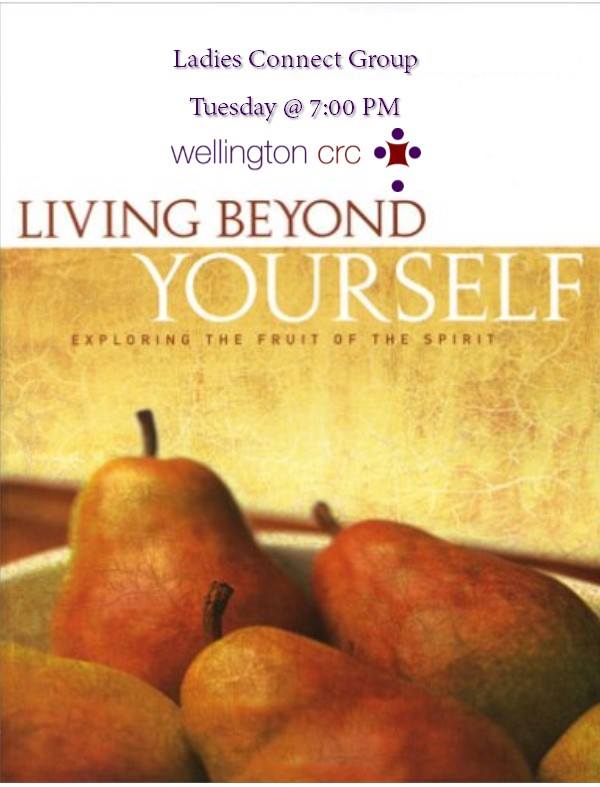 Ladies Connect Group
Tuesday @ 7:00 PM
wellington crc
LIVING BEYOND
YOURSELF
EXPLORING THE FRUIT OF THE SPIRIT